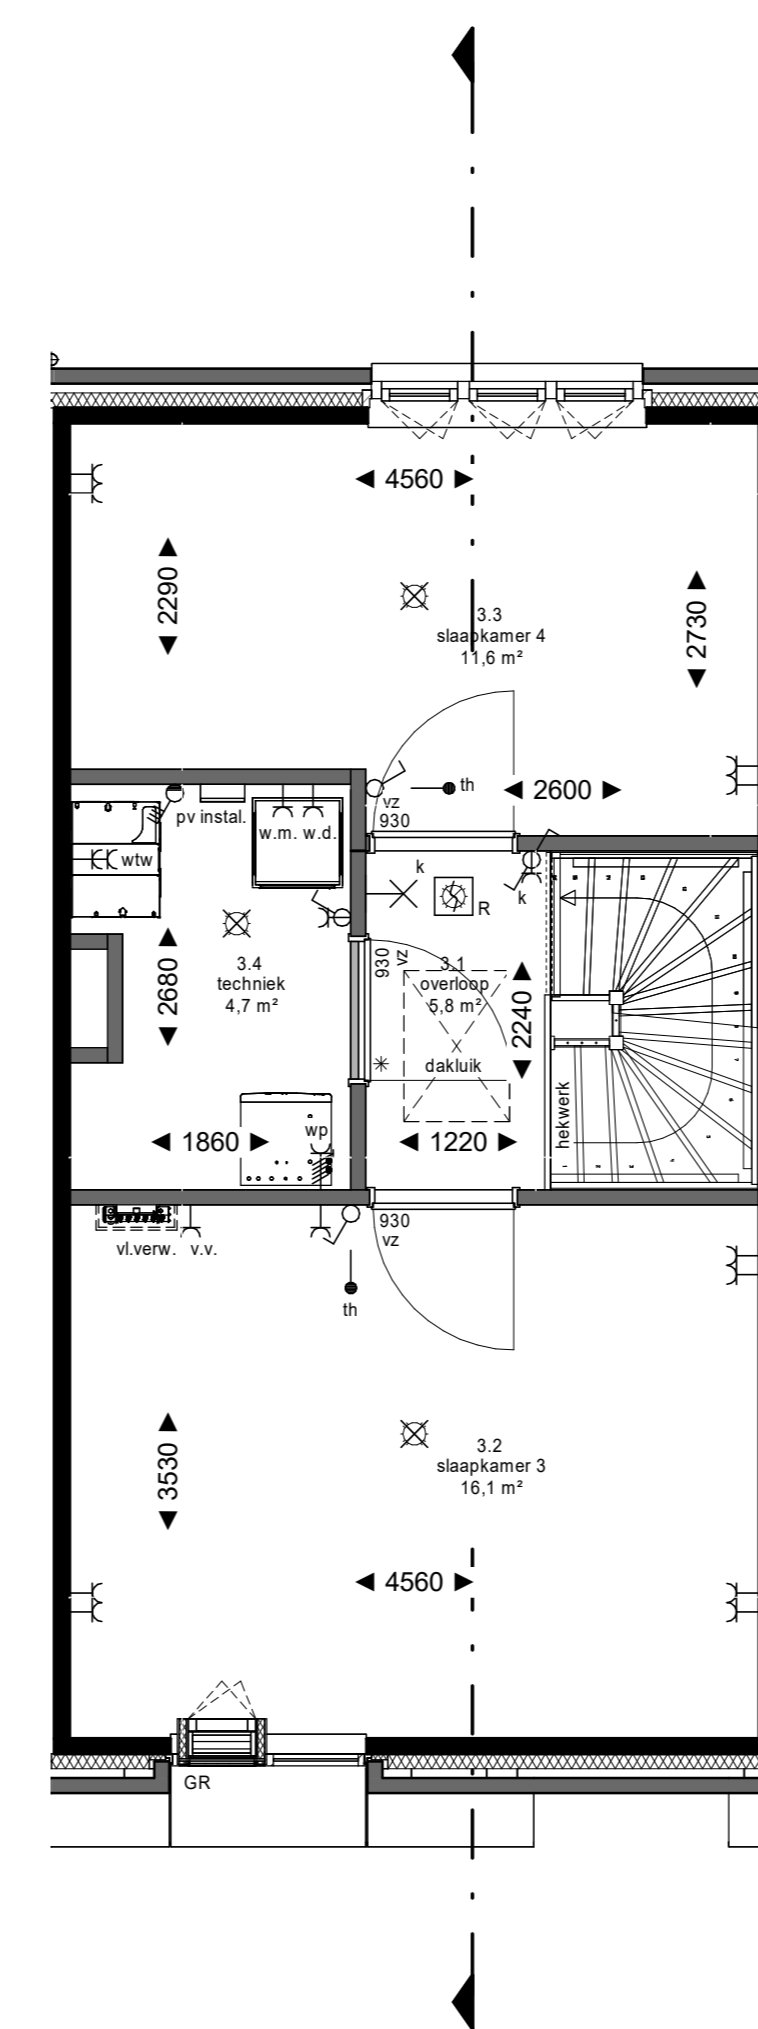 4560
2290
2730
3.3
slaapkamer 4
11,6 m²
th
vz
930
2600
pv instal.
w.m. w.d.
wtw
k
k
R
3.4
techniek
4,7 m²
2680
930
vz
3.1
overloop
5,8 m²
2240
dakluik
hekwerk
wp
1860
1220
vl.verw. v.v.
930
vz
th
3.2
slaapkamer 3
16,1 m²
3530
4560
GR